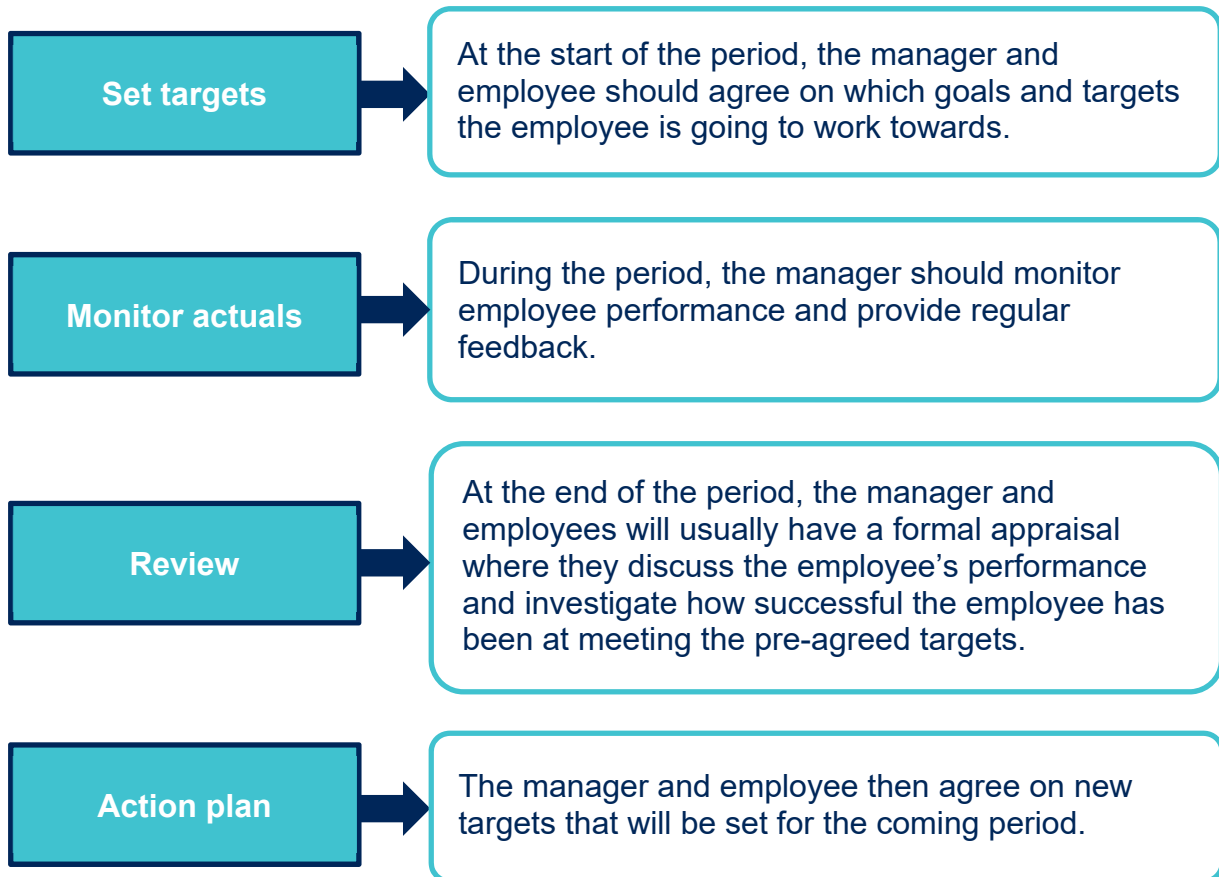 Set targets
At the start of the period, the manager and
employee should agree on which goals and targets
the employee is going to work towards.
Monitor actuals
During the period, the manager should monitor
employee performance and provide regular
feedback.
Review
At the end of the period, the manager and
employees will usually have a formal appraisal
where they discuss the employee’s performance
and investigate how successful the employee has
been at meeting the pre-agreed targets.
Action plan
The manager and employee then agree on new
targets that will be set for the coming period.